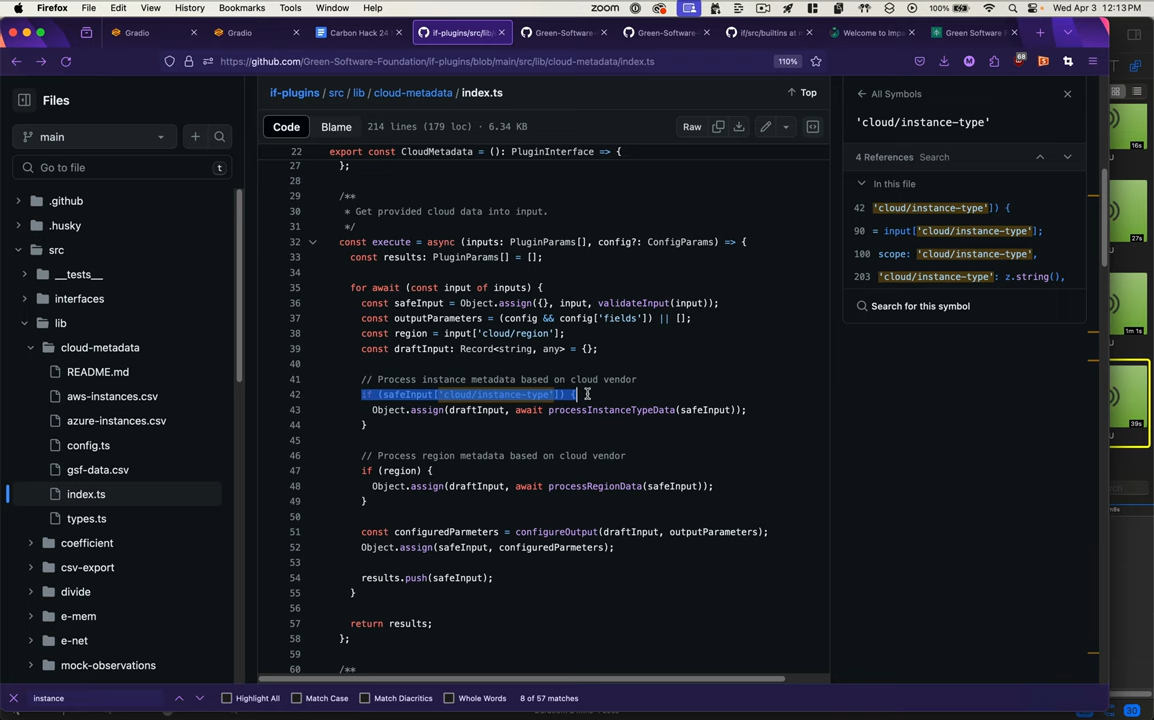 Firefox File Edit View History Bookmarks Tools Window Help zoom 100% Wed Apr 3 12:13 PM
Gradio
Gradio
Carbon Hack 24
if-plugins/src/lib/
Green-Software-
Green-Software-
if/src/builtins at m
Welcome to Impa
Green Software F
https://github.com/Green-Software-Foundation/if-plugins/blob/main/src/lib/cloud-metadata/index.ts
110%
68
Files
main
Go to file
t
.github
.husky
src
__tests__
interfaces
lib
cloud-metadata
README.md
aws-instances.csv
azure-instances.csv
config.ts
gsf-data.csv
index.ts
types.ts
coefficient
csv-export
divide
e-mem
e-net
mock-observations
if-plugins / src / lib / cloud-metadata / index.ts
Top
Code Blame 214 lines (179 loc) · 6.34 KB
Raw
22 export const CloudMetadata = (): PluginInterface => {
27 };
28
29 /**
30 * Get provided cloud data into input.
31 */
32 const execute = async (inputs: PluginParams[], config?: ConfigParams) => {
33 const results: PluginParams[] = [];
34
35 for await (const input of inputs) {
36 const safeInput = Object.assign({}, input, validateInput(input));
37 const outputParameters = (config && config['fields']) || [];
38 const region = input['cloud/region'];
39 const draftInput: Record<string, any> = {};
40
41 // Process instance metadata based on cloud vendor
42 if (safeInput['cloud/instance-type']) {
43 Object.assign(draftInput, await processInstanceTypeData(safeInput));
44 }
45
46 // Process region metadata based on cloud vendor
47 if (region) {
48 Object.assign(draftInput, await processRegionData(safeInput));
49 }
50
51 const configuredParmeters = configureOutput(draftInput, outputParameters);
52 Object.assign(safeInput, configuredParmeters);
53
54 results.push(safeInput);
55 }
56
57 return results;
58 };
59
60 /**
All Symbols
'cloud/instance-type'
4 References Search
In this file
42 'cloud/instance-type']) {
90 = input['cloud/instance-type'];
100 scope: 'cloud/instance-type',
203 'cloud/instance-type': z.string(),
Search for this symbol
instance
Highlight All Match Case Match Diacritics Whole Words 8 of 57 matches
16s
27s
1m 1s
39s
30